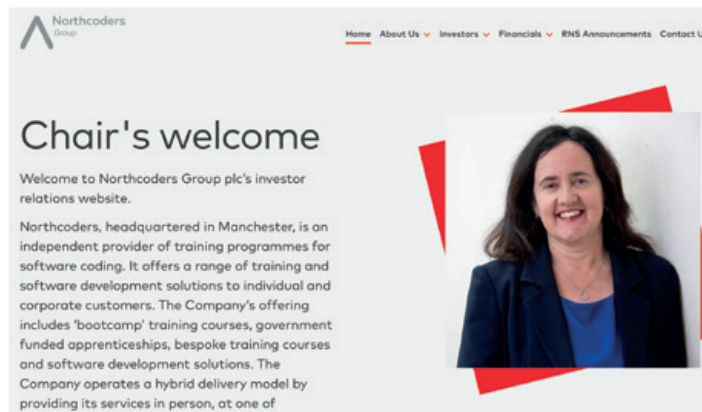 Northcoders
Group
Home About Us Investors Financials RNS Announcements Contact U
Chair's welcome
Welcome to Northcoders Group plc's investor
relations website.
Northcoders, headquartered in Manchester, is an
independent provider of training programmes for
software coding. It offers a range of training and
software development solutions to individual and
corporate customers. The Company's offering
includes 'bootcamp' training courses, government
funded apprenticeships, bespoke training courses
and software development solutions. The
Company operates a hybrid delivery model by
providing its services in person, at one of